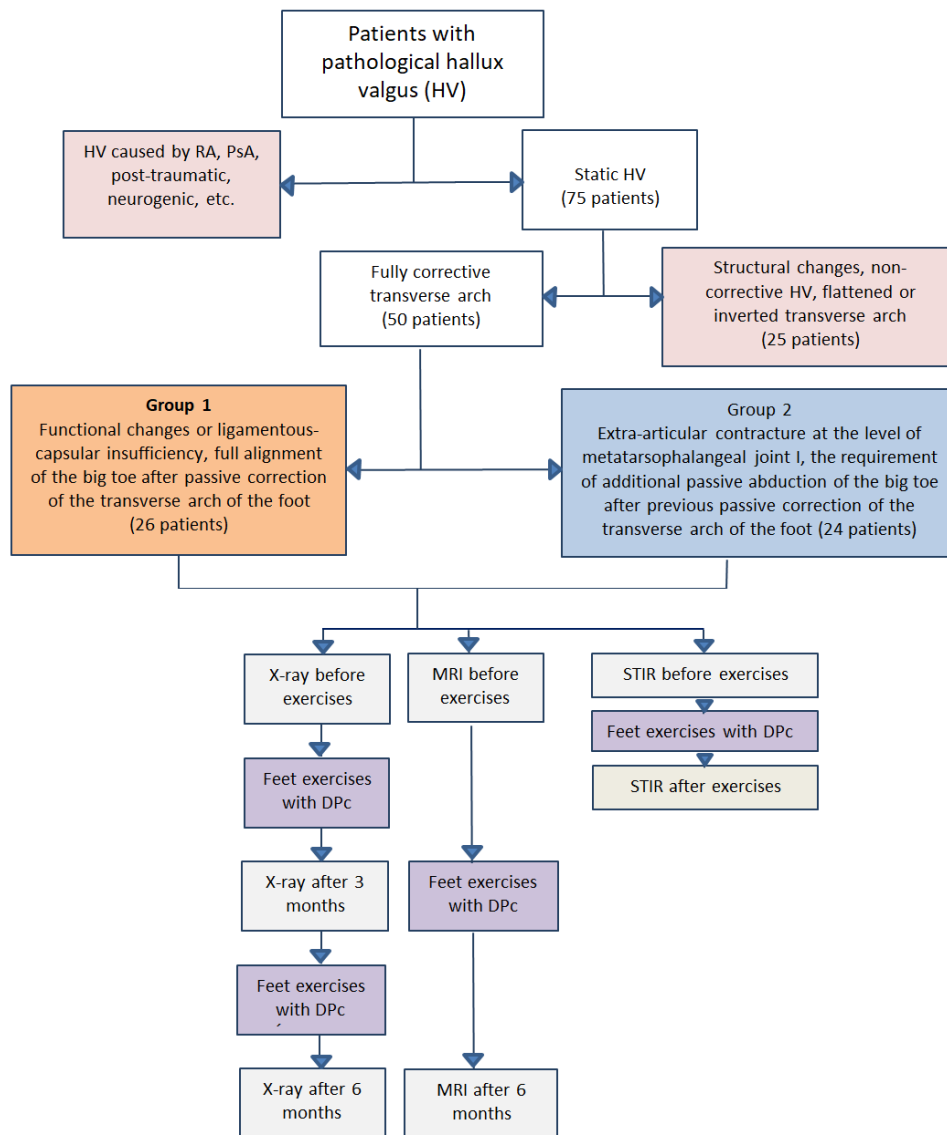 Patients with
pathological hallux
valgus (HV)
HV caused by RA, PsA,
post-traumatic,
neurogenic, etc.
Static HV
(75 patients)
Fully corrective
transverse arch
(50 patients)
Structural changes, non-
corrective HV, flattened or
inverted transverse arch
(25 patients)
Group 1
Functional changes or ligamentous-
capsular insufficiency, full alignment
of the big toe after passive correction
of the transverse arch of the foot
(26 patients)
Group 2
Extra-articular contracture at the level of
metatarsophalangeal joint I, the requirement
of additional passive abduction of the big toe
after previous passive correction of the
transverse arch of the foot (24 patients)
X-ray before
exercises
MRI before
exercises
STIR before exercises
Feet exercises with DPc
STIR after exercises
Feet exercises
with DPc
X-ray after 3
months
Feet exercises
with DPc
Feet exercises
with DPc
X-ray after 6
months
MRI after 6
months